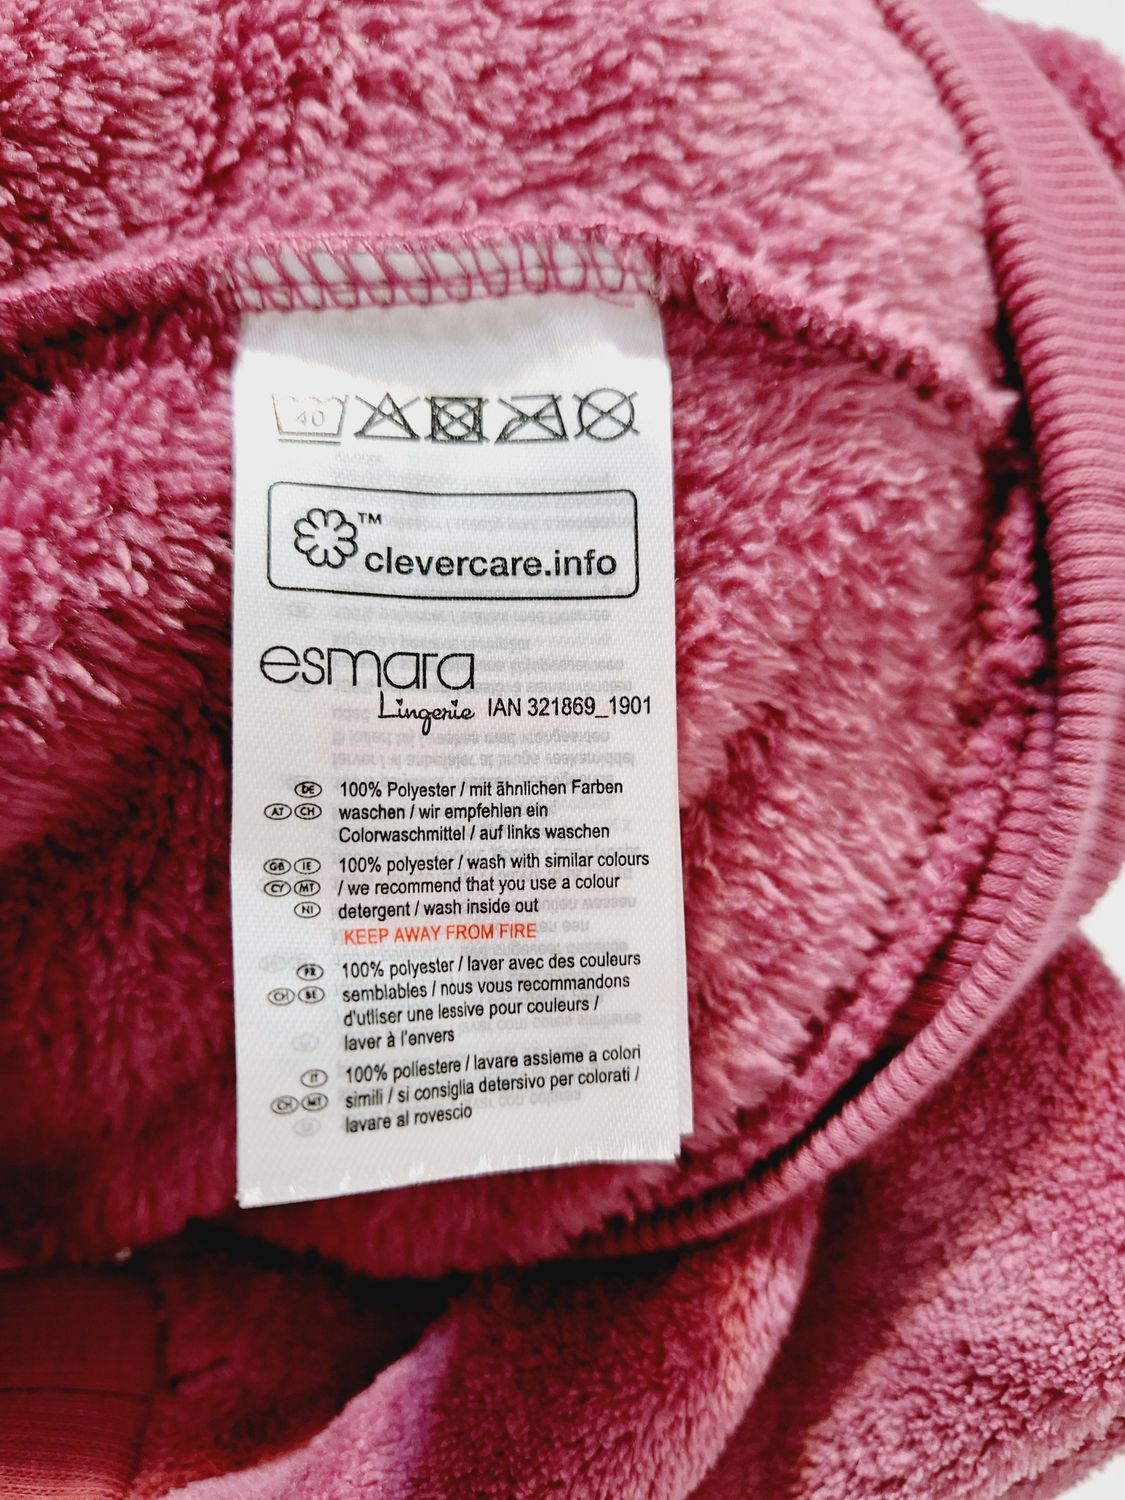 40
TM
clevercare.info
esmara
Lingerie IAN 321869_1901
DE 100% Polyester / mit ähnlichen Farben
AT CH waschen / wir empfehlen ein
Colorwaschmittel / auf links waschen
GB IE 100% polyester / wash with similar colours
CY MT / we recommend that you use a colour
NI detergent / wash inside out
KEEP AWAY FROM FIRE
FR 100% polyester / laver avec des couleurs
CH BE semblables / nous vous recommandons
d'utliser une lessive pour couleurs /
laver à l'envers
IT 100% poliestere / lavare assieme a colori
CH MT simili / si consiglia detersivo per colorati /
lavare al rovescio